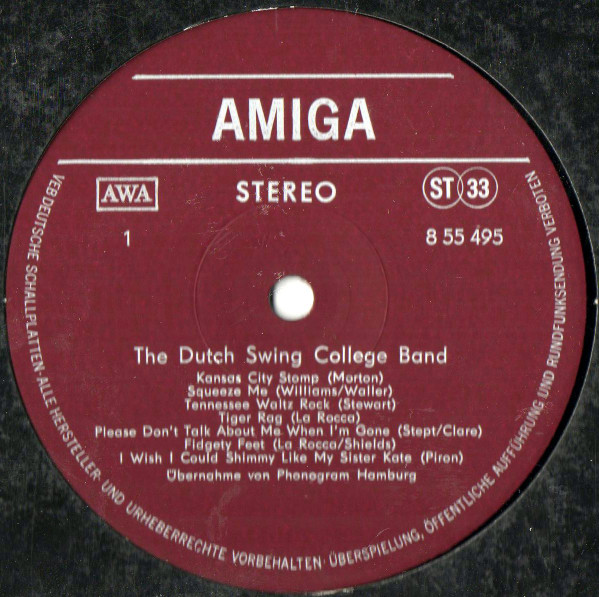 AMIGA
AWA
STEREO
ST 33
1
8 55 495
The Dutch Swing College Band
Kansas City Stomp (Morton)
Squeeze Me (Williams/Waller)
Tennessee Waltz Rock (Stewart)
Tiger Rag (La Rocca)
Please Don't Talk About Me When I'm Gone (Stept/Clare)
Fidgety Feet (La Rocca/Shields)
I Wish I Could Shimmy Like My Sister Kate (Piron)
Übernahme von Phonogram Hamburg
VEB DEUTSCHE SCHALLPLATTEN · ALLE HERSTELLER- UND URHEBERRECHTE VORBEHALTEN · ÜBERSPIELUNG, ÖFFENTLICHE AUFFÜHRUNG UND RUNDFUNKSENDUNG VERBOTEN